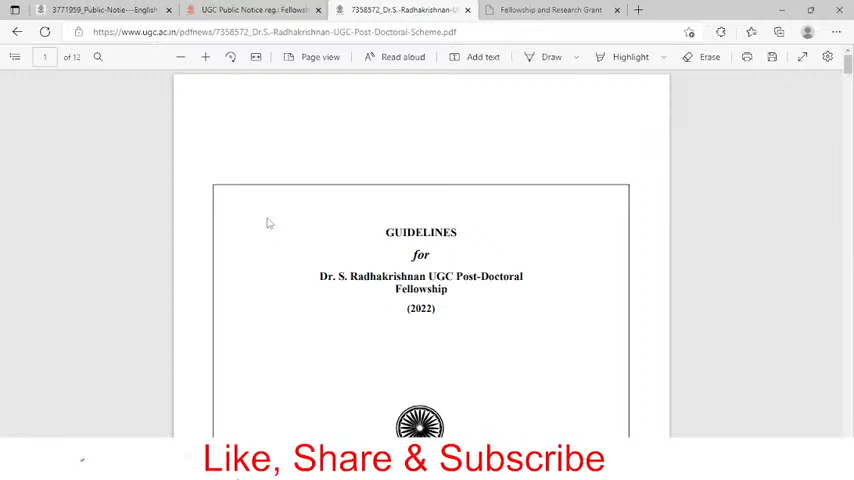 3771959_Public-Notie---English
UGC Public Notice reg.: Fellowsh
7358572_Dr.S.-Radhakrishnan-U
Fellowship and Research Grant
https://www.ugc.ac.in/pdfnews/7358572_Dr.S.-Radhakrishnan-UGC-Post-Doctoral-Scheme.pdf
1 of 12 Page view Read aloud Add text Draw Highlight Erase
GUIDELINES
for
Dr. S. Radhakrishnan UGC Post-Doctoral
Fellowship
(2022)
Like, Share & Subscribe